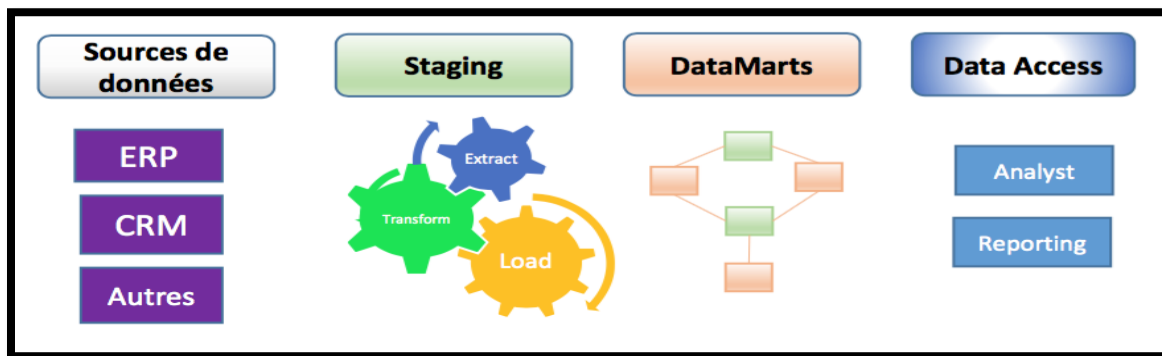 Sources de
données
Staging
DataMarts
Data Access
ERP
CRM
Autres
Extract
Transform
Load
Analyst
Reporting